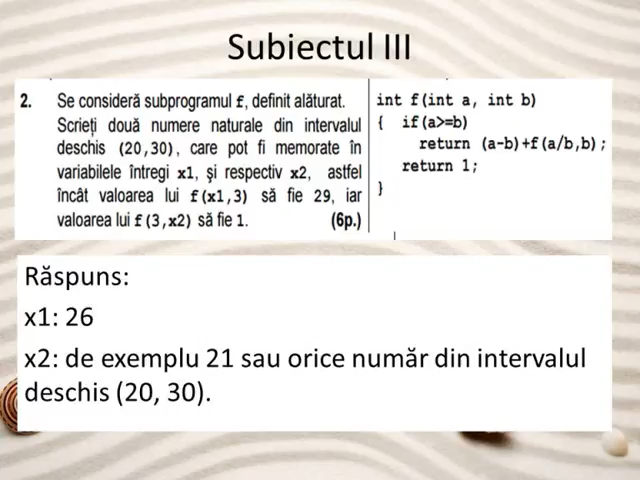 Subiectul III
2. Se consideră subprogramul f, definit alăturat.
Scrieți două numere naturale din intervalul
deschis (20,30), care pot fi memorate în
variabilele întregi x1, și respectiv x2, astfel
încât valoarea lui f(x1,3) să fie 29, iar
valoarea lui f(3,x2) să fie 1. (6p.)
int f(int a, int b)
{ if(a>=b)
return (a-b)+f(a/b,b);
return 1;
}
Răspuns:
x1: 26
x2: de exemplu 21 sau orice număr din intervalul
deschis (20, 30).